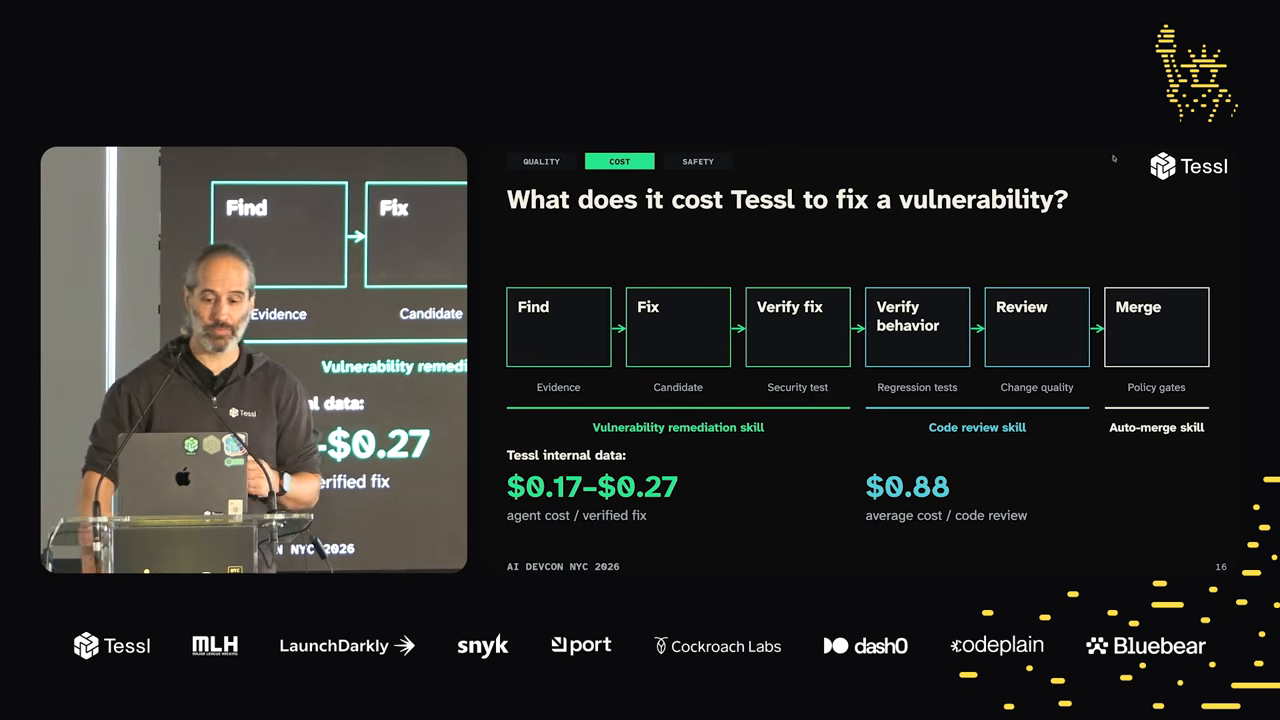 QUALITY
COST
SAFETY
Tessl
What does it cost Tessl to fix a vulnerability?
Find
Fix
Verify fix
Verify
behavior
Review
Merge
Evidence
Candidate
Security test
Regression tests
Change quality
Policy gates
Vulnerability remediation skill
Code review skill
Auto-merge skill
Tessl internal data:
$0.17–$0.27
agent cost / verified fix
$0.88
average cost / code review
AI DEVCON NYC 2026
16
Find
Fix
Evidence
Candidate
Vulnerability remedi
l data:
-$0.27
erified fix
N NYC 2026
Tessl
Tessl
MLH
MAJOR LEAGUE HACKING
LaunchDarkly
snyk
port
Cockroach Labs
dash0
codeplain
Bluebear